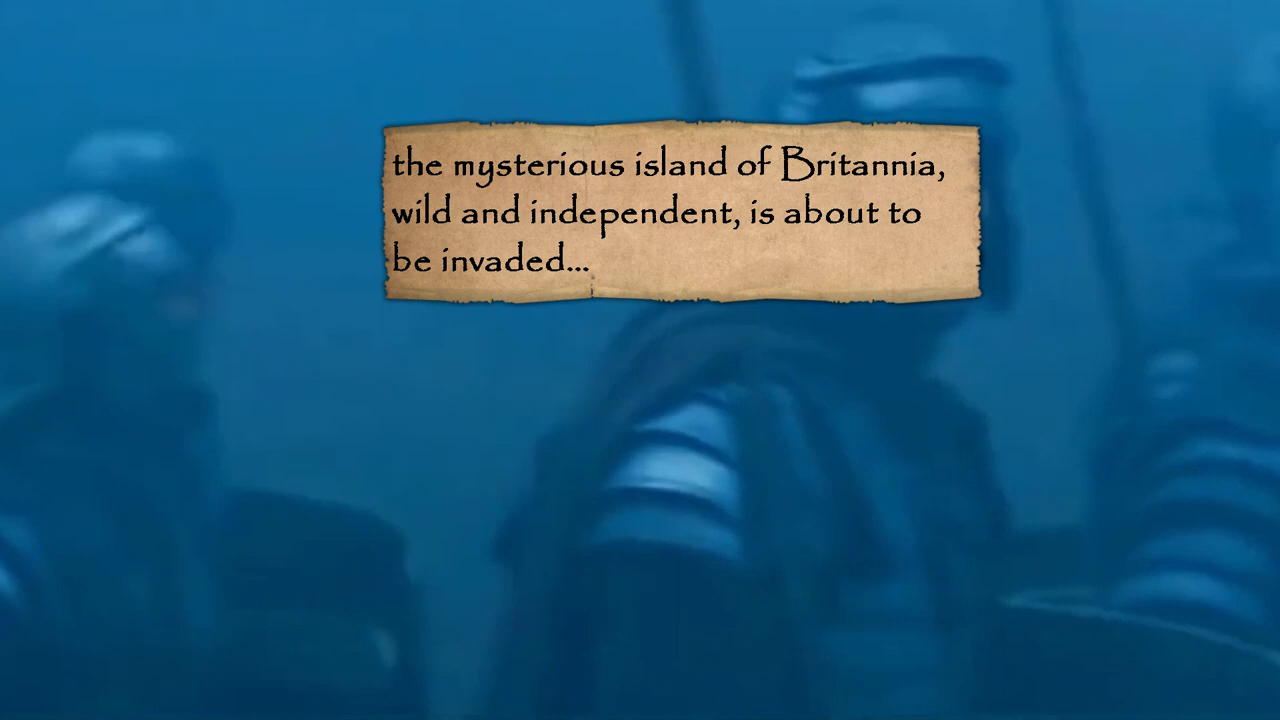 the mysterious island of Britannia,
wild and independent, is about to
be invaded...